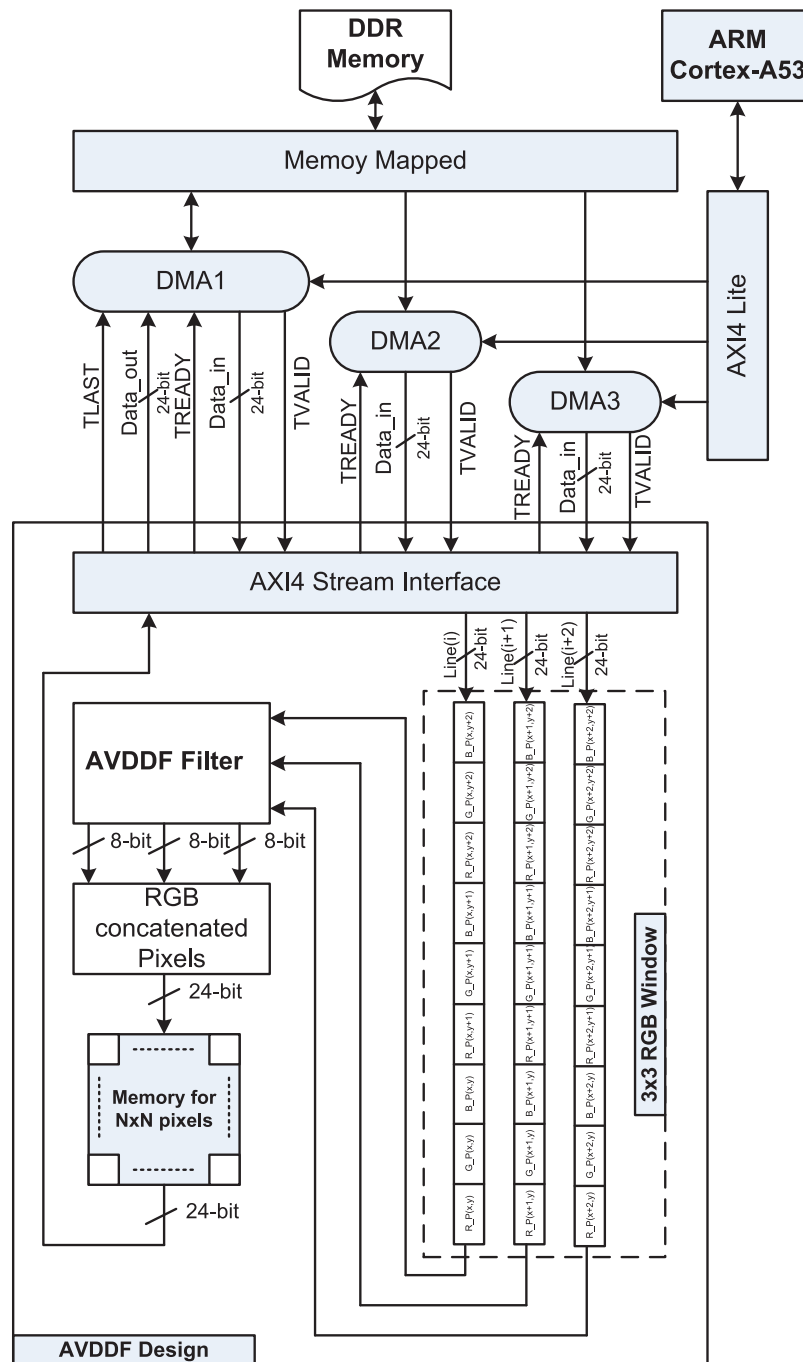 DDR
Memory
ARM
Cortex-A53
Memoy Mapped
AXI4 Lite
DMA1
DMA2
DMA3
TLAST
Data_out
24-bit
TREADY
Data_in
24-bit
TVALID
TREADY
Data_in
24-bit
TVALID
TREADY
Data_in
24-bit
TVALID
AXI4 Stream Interface
Line(i)
24-bit
Line(i+1)
24-bit
Line(i+2)
24-bit
AVDDF Filter
8-bit
8-bit
8-bit
RGB
concatenated
Pixels
24-bit
Memory for
NxN pixels
24-bit
B_P(x,y+2)
G_P(x,y+2)
R_P(x,y+2)
B_P(x,y+1)
G_P(x,y+1)
R_P(x,y+1)
B_P(x,y)
G_P(x,y)
R_P(x,y)
B_P(x+1,y+2)
G_P(x+1,y+2)
R_P(x+1,y+2)
B_P(x+1,y+1)
G_P(x+1,y+1)
R_P(x+1,y+1)
B_P(x+1,y)
G_P(x+1,y)
R_P(x+1,y)
B_P(x+2,y+2)
G_P(x+2,y+2)
R_P(x+2,y+2)
B_P(x+2,y+1)
G_P(x+2,y+1)
R_P(x+2,y+1)
B_P(x+2,y)
G_P(x+2,y)
R_P(x+2,y)
3x3 RGB Window
AVDDF Design